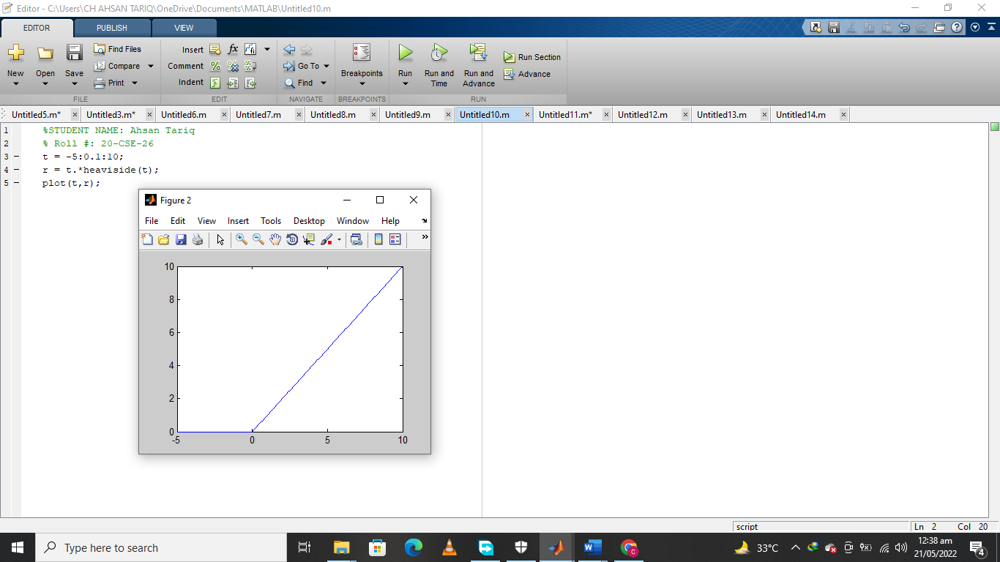 Editor - C:\Users\CH AHSAN TARIQ\OneDrive\Documents\MATLAB\Untitled10.m
EDITOR PUBLISH VIEW
New Open Save Find Files Compare Print
Insert fx
Comment
Indent
Go To Find
Breakpoints
Run Run and Time Run and Advance Run Section Advance
FILE EDIT NAVIGATE BREAKPOINTS RUN
Untitled5.m* Untitled3.m* Untitled6.m Untitled7.m Untitled8.m Untitled9.m Untitled10.m Untitled11.m* Untitled12.m Untitled13.m Untitled14.m
1 %STUDENT NAME: Ahsan Tariq
2 % Roll #: 20-CSE-26
3 – t = -5:0.1:10;
4 – r = t.*heaviside(t);
5 – plot(t,r);
Figure 2
File Edit View Insert Tools Desktop Window Help
10
8
6
4
2
0
-5 0 5 10
script Ln 2 Col 20
Type here to search
33°C
12:38 am
21/05/2022
4